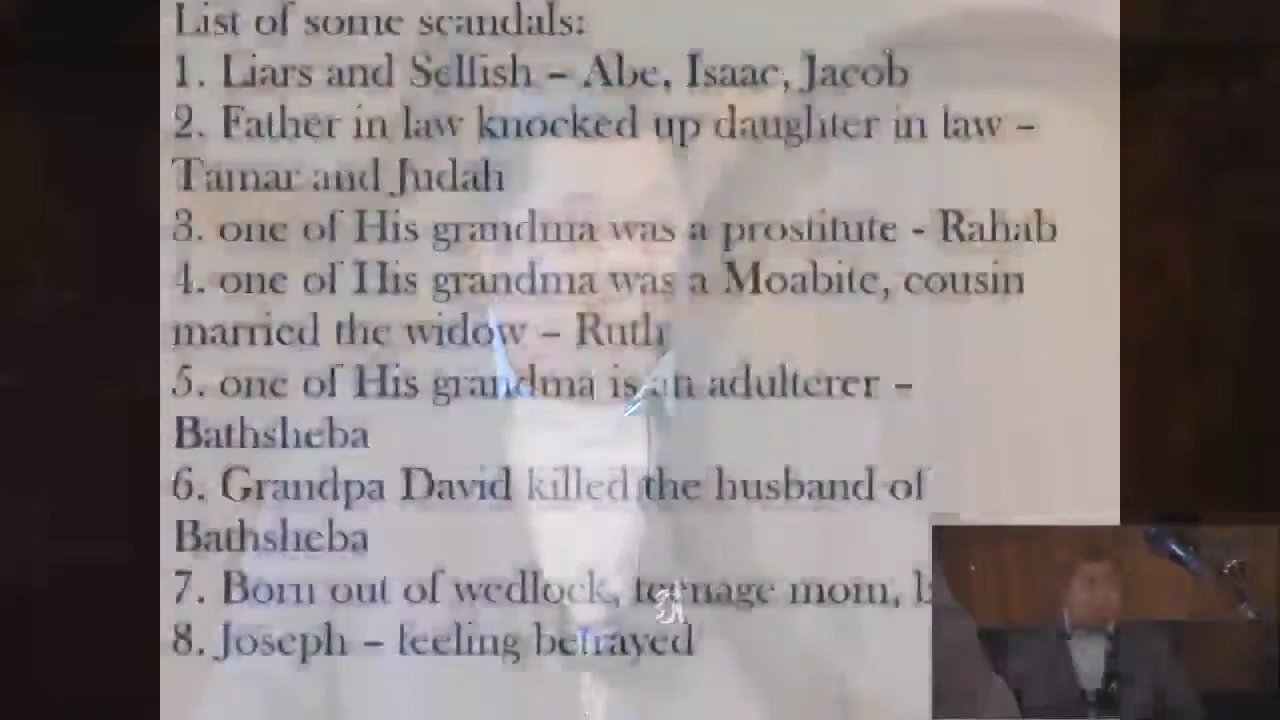 List of some scandals:
1. Liars and Selfish – Abe, Isaac, Jacob
2. Father in law knocked up daughter in law –
Tamar and Judah
3. one of His grandma was a prostitute - Rahab
4. one of His grandma was a Moabite, cousin
married the widow – Ruth
5. one of His grandma is an adulterer –
Bathsheba
6. Grandpa David killed the husband of
Bathsheba
7. Born out of wedlock, teenage mom,
8. Joseph – feeling betrayed